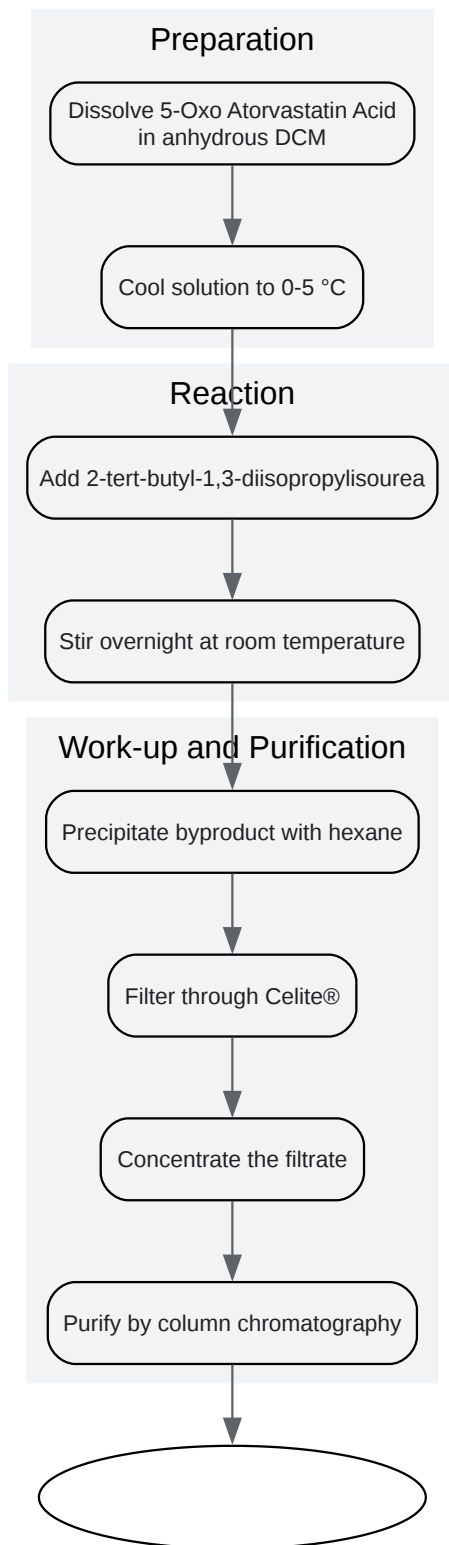 Preparation
Dissolve 5-Oxo Atorvastatin Acid
in anhydrous DCM
Cool solution to 0-5 °C
Reaction
Add 2-tert-butyl-1,3-diisopropylisourea
Stir overnight at room temperature
Work-up and Purification
Precipitate byproduct with hexane
Filter through Celite®
Concentrate the filtrate
Purify by column chromatography